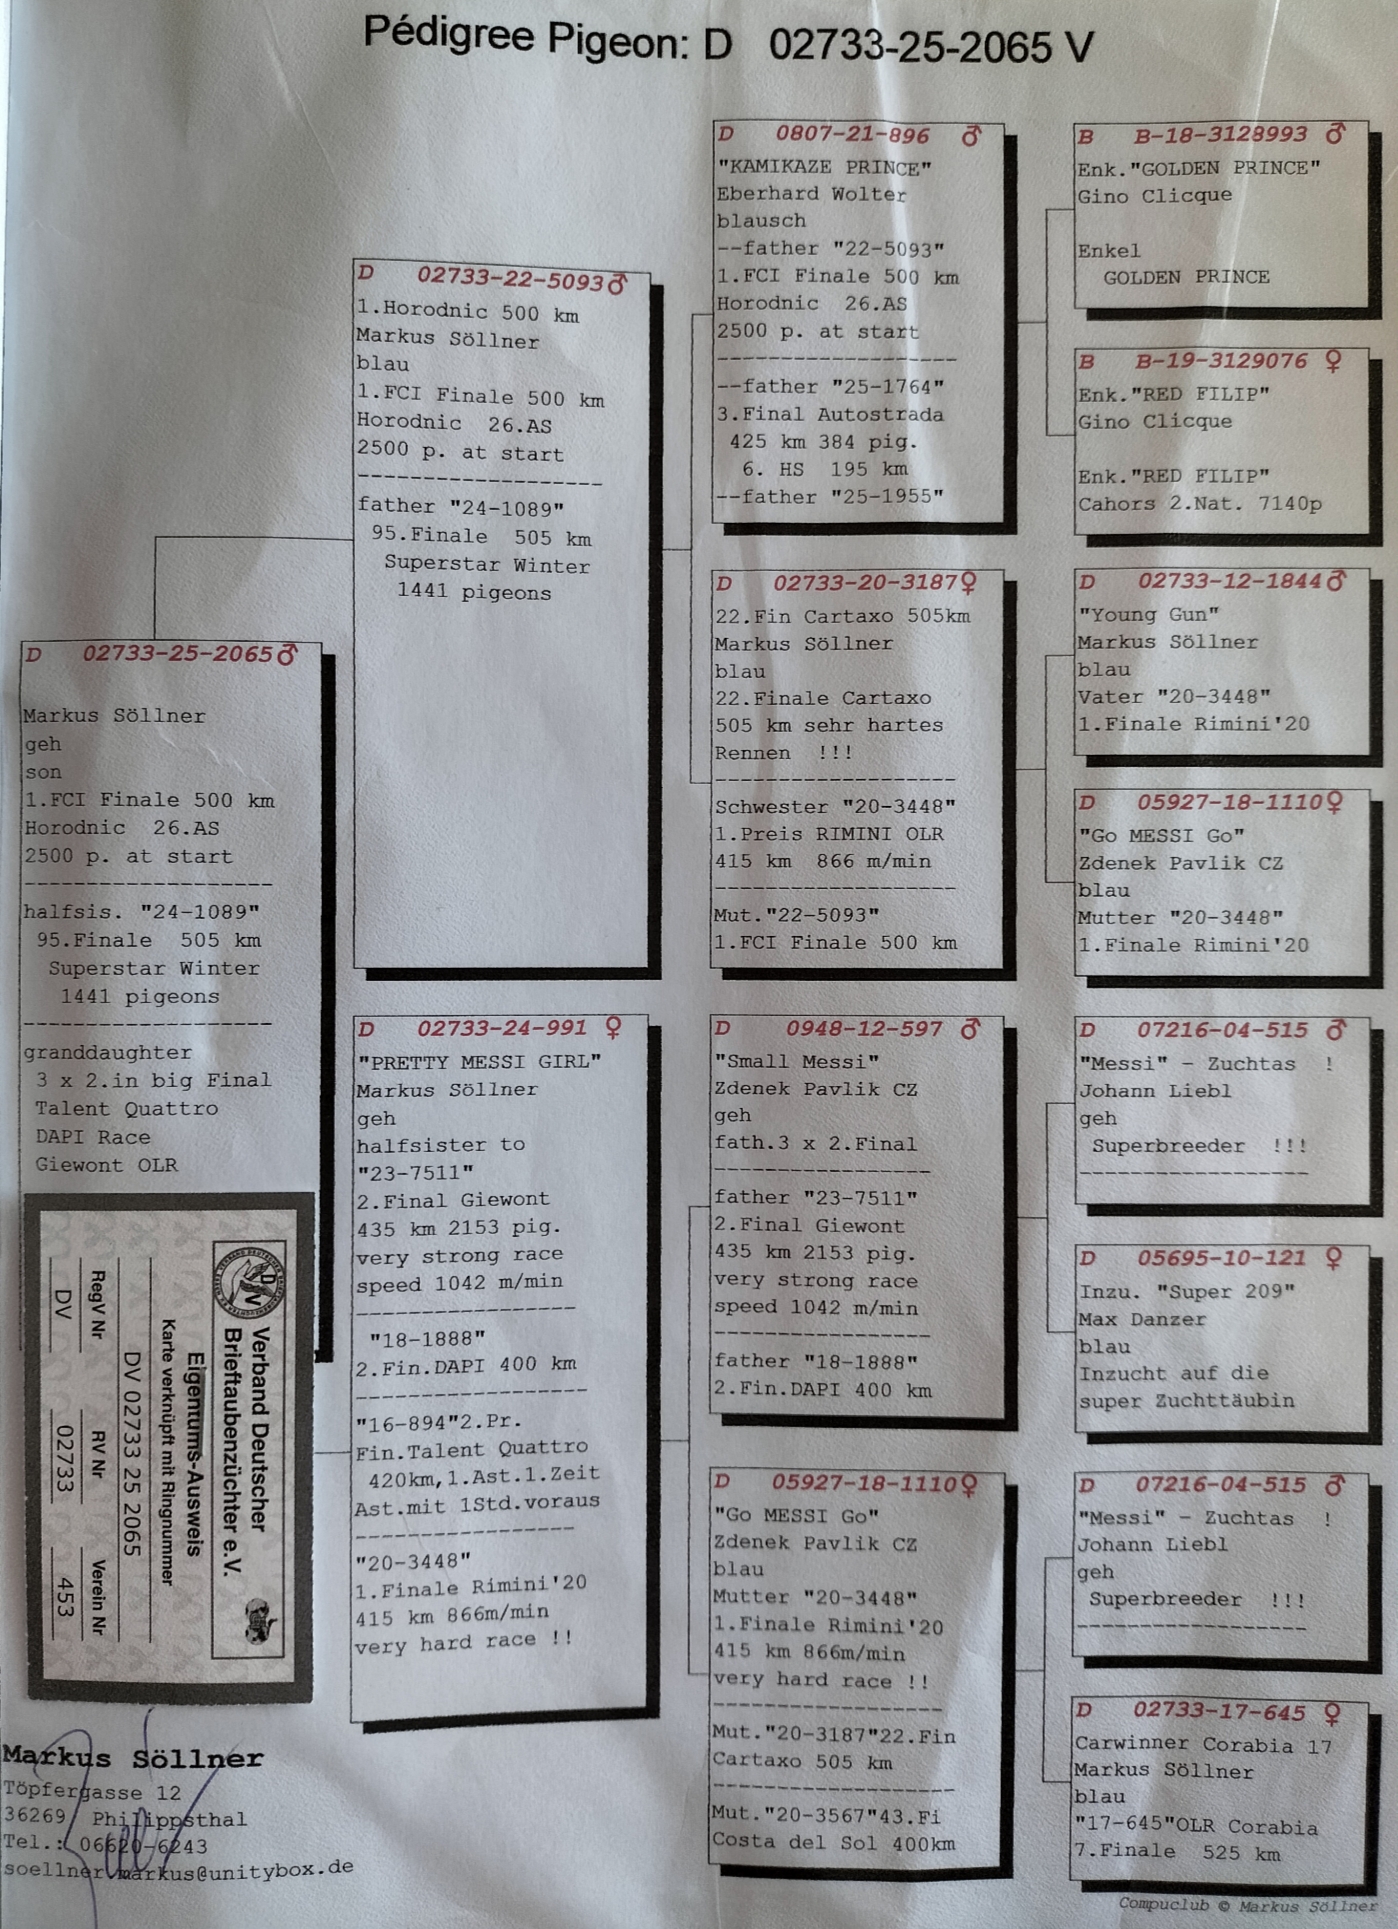 Pédigree Pigeon: D 02733-25-2065 V
D 02733-25-2065 ♂
Markus Söllner
geh
son
1.FCI Finale 500 km
Horodnic 26.AS
2500 p. at start
-------------------
halfsis. "24-1089"
95.Finale 505 km
Superstar Winter
1441 pigeons
-------------------
granddaughter
3 x 2.in big Final
Talent Quattro
DAPI Race
Giewont OLR
D 02733-22-5093 ♂
1.Horodnic 500 km
Markus Söllner
blau
1.FCI Finale 500 km
Horodnic 26.AS
2500 p. at start
-------------------
father "24-1089"
95.Finale 505 km
Superstar Winter
1441 pigeons
D 02733-24-991 ♀
"PRETTY MESSI GIRL"
Markus Söllner
geh
halfsister to
"23-7511"
2.Final Giewont
435 km 2153 pig.
very strong race
speed 1042 m/min
-----------------
"18-1888"
2.Fin.DAPI 400 km
------------------
"16-894"2.Pr.
Fin.Talent Quattro
420km,1.Ast.1.Zeit
Ast.mit 1Std.voraus
-----------------
"20-3448"
1.Finale Rimini'20
415 km 866m/min
very hard race !!
D 0807-21-896 ♂
"KAMIKAZE PRINCE"
Eberhard Wolter
blausch
--father "22-5093"
1.FCI Finale 500 km
Horodnic 26.AS
2500 p. at start
------------------
--father "25-1764"
3.Final Autostrada
425 km 384 pig.
6. HS 195 km
--father "25-1955"
D 02733-20-3187 ♀
22.Fin Cartaxo 505km
Markus Söllner
blau
22.Finale Cartaxo
505 km sehr hartes
Rennen !!!
------------------
Schwester "20-3448"
1.Preis RIMINI OLR
415 km 866 m/min
------------------
Mut."22-5093"
1.FCI Finale 500 km
D 0948-12-597 ♂
"Small Messi"
Zdenek Pavlik CZ
geh
fath.3 x 2.Final
----------------
father "23-7511"
2.Final Giewont
435 km 2153 pig.
very strong race
speed 1042 m/min
----------------
father "18-1888"
2.Fin.DAPI 400 km
D 05927-18-1110 ♀
"Go MESSI Go"
Zdenek Pavlik CZ
blau
Mutter "20-3448"
1.Finale Rimini'20
415 km 866m/min
very hard race !!
-----------------
Mut."20-3187"22.Fin
Cartaxo 505 km
------------------
Mut."20-3567"43.Fi
Costa del Sol 400km
B B-18-3128993 ♂
Enk."GOLDEN PRINCE"
Gino Clicque
Enkel
GOLDEN PRINCE
B B-19-3129076 ♀
Enk."RED FILIP"
Gino Clicque
Enk."RED FILIP"
Cahors 2.Nat. 7140p
D 02733-12-1844 ♂
"Young Gun"
Markus Söllner
blau
Vater "20-3448"
1.Finale Rimini'20
D 05927-18-1110 ♀
"Go MESSI Go"
Zdenek Pavlik CZ
blau
Mutter "20-3448"
1.Finale Rimini'20
D 07216-04-515 ♂
"Messi" - Zuchtas !
Johann Liebl
geh
Superbreeder !!!
-----------------
D 05695-10-121 ♀
Inzu. "Super 209"
Max Danzer
blau
Inzucht auf die
super Zuchttäubin
D 07216-04-515 ♂
"Messi" - Zuchtas !
Johann Liebl
geh
Superbreeder !!!
-----------------
D 02733-17-645 ♀
Carwinner Corabia 17
Markus Söllner
blau
"17-645"OLR Corabia
7.Finale 525 km
Verband Deutscher
Brieftaubenzüchter e.V.
Eigentums-Ausweis
Karte verknüpft mit Ringnummer
DV 02733 25 2065
RegV Nr RV Nr Verein Nr
DV 02733 453
Markus Söllner
Töpfergasse 12
36269 Philippsthal
Tel.: 06620-6243
soellner.markus@unitybox.de
Compuclub © Markus Söllner